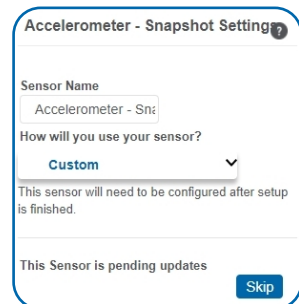 Accelerometer - Snapshot Settings
?
Sensor Name
Accelerometer - Sna
How will you use your sensor?
Custom
This sensor will need to be configured after setup
is finished.
This Sensor is pending updates
Skip